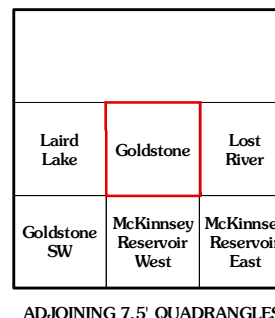 Laird
Lake
Goldstone
Lost
River
Goldstone
SW
McKinnsey
Reservoir
West
McKinnse
Reservoir
East
ADJOINING 7.5' QUADRANGLES